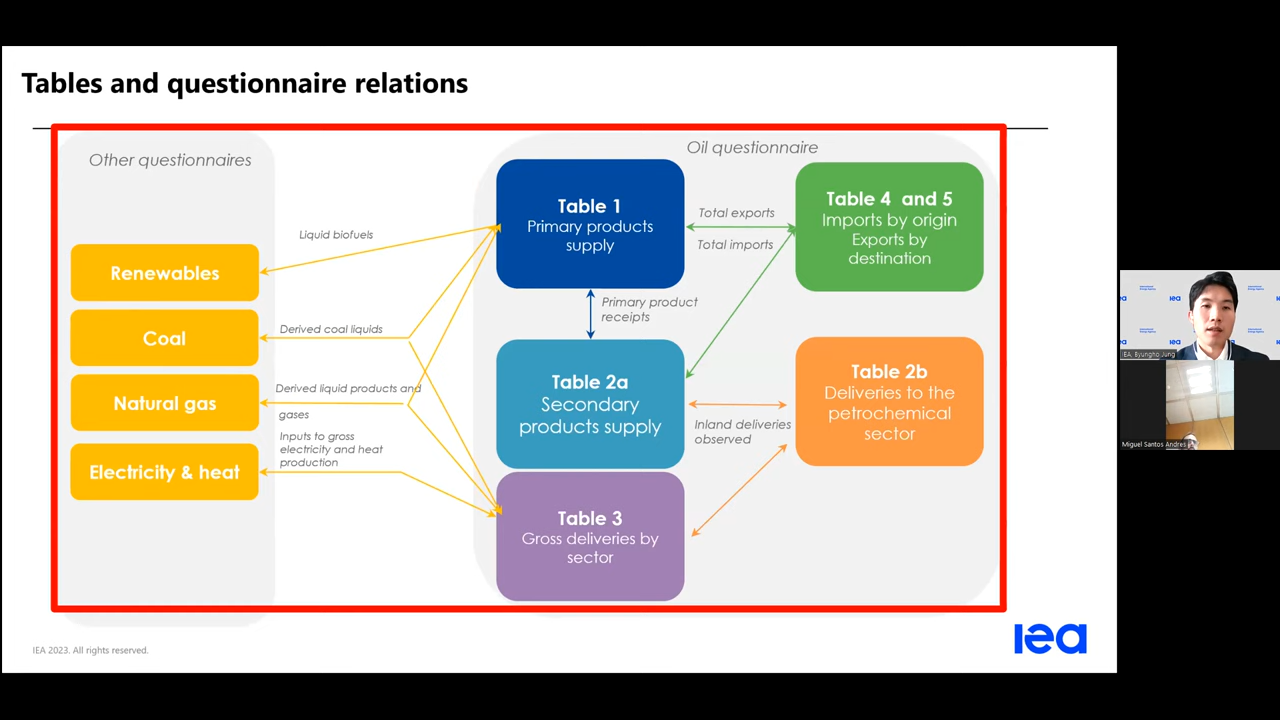 Tables and questionnaire relations
Other questionnaires
Renewables
Coal
Natural gas
Electricity & heat
Liquid biofuels
Derived coal liquids
Derived liquid products and
gases
Inputs to gross
electricity and heat
production
Oil questionnaire
Table 1
Primary products
supply
Total exports
Total imports
Table 4 and 5
Imports by origin
Exports by
destination
Primary product
receipts
Table 2a
Secondary
products supply
Inland deliveries
observed
Table 2b
Deliveries to the
petrochemical
sector
Table 3
Gross deliveries by
sector
IEA 2023. All rights reserved.
iea
IEA, Byungho Jung
Miguel Santos Andres